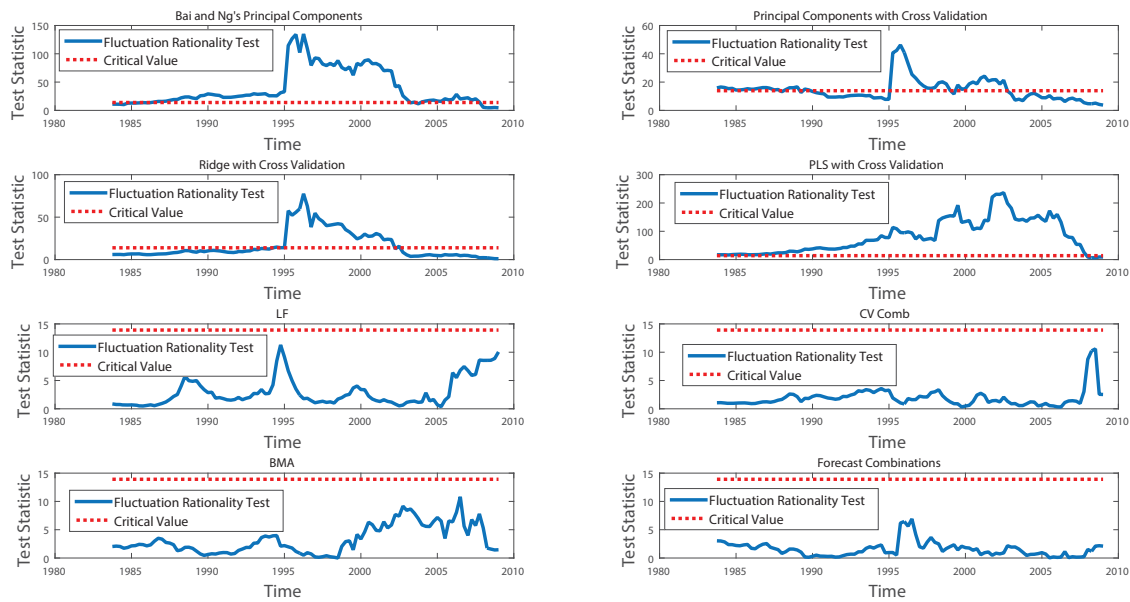 Bai and Ng's Principal Components
Test Statistic
150
100
50
0
Fluctuation Rationality Test
Critical Value
1980 1985 1990 1995 2000 2005 2010
Time
Principal Components with Cross Validation
Test Statistic
60
40
20
0
Fluctuation Rationality Test
Critical Value
1980 1985 1990 1995 2000 2005 2010
Time
Ridge with Cross Validation
Test Statistic
100
50
0
Fluctuation Rationality Test
Critical Value
1980 1985 1990 1995 2000 2005 2010
Time
PLS with Cross Validation
Test Statistic
300
200
100
0
Fluctuation Rationality Test
Critical Value
1980 1985 1990 1995 2000 2005 2010
Time
LF
Test Statistic
15
10
5
0
Fluctuation Rationality Test
Critical Value
1980 1985 1990 1995 2000 2005 2010
Time
CV Comb
Test Statistic
15
10
5
0
Fluctuation Rationality Test
Critical Value
1980 1985 1990 1995 2000 2005 2010
Time
BMA
Test Statistic
15
10
5
0
Fluctuation Rationality Test
Critical Value
1980 1985 1990 1995 2000 2005 2010
Time
Forecast Combinations
Test Statistic
15
10
5
0
Fluctuation Rationality Test
Critical Value
1980 1985 1990 1995 2000 2005 2010
Time